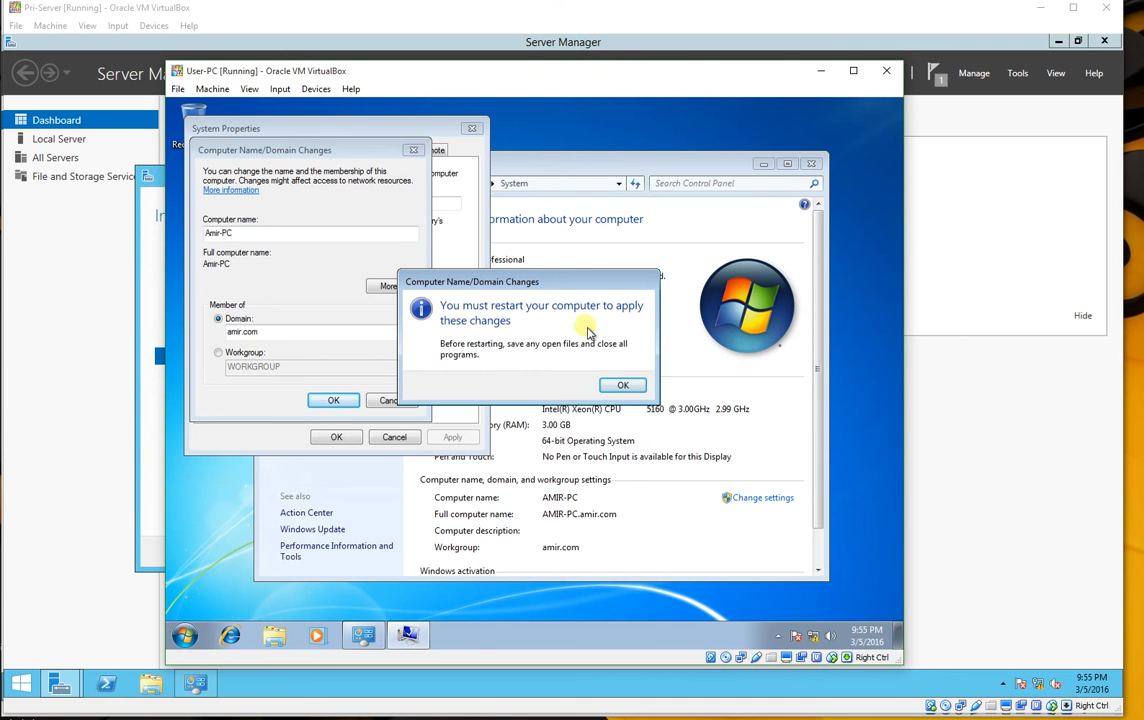 Pri-Server [Running] - Oracle VM VirtualBox
File Machine View Input Devices Help
Server Manager
Server Ma
1 Manage Tools View Help
Dashboard
Local Server
All Servers
File and Storage Service
Hide
User-PC [Running] - Oracle VM VirtualBox
File Machine View Input Devices Help
System Properties
Computer Name/Domain Changes
You can change the name and the membership of this
computer. Changes might affect access to network resources.
More information
Computer name:
Amir-PC
Full computer name:
Amir-PC
More
Member of
Domain:
amir.com
Workgroup:
WORKGROUP
OK
OK Cancel Apply
System
Search Control Panel
formation about your computer
Computer Name/Domain Changes
You must restart your computer to apply
these changes
Before restarting, save any open files and close all
programs.
OK
Intel(R) Xeon(R) CPU 5160 @ 3.00GHz 2.99 GHz
(RAM): 3.00 GB
64-bit Operating System
Pen and Touch: No Pen or Touch Input is available for this Display
Computer name, domain, and workgroup settings
Computer name: AMIR-PC
Change settings
Full computer name: AMIR-PC.amir.com
Computer description:
Workgroup: amir.com
Windows activation
See also
Action Center
Windows Update
Performance Information and
Tools
9:55 PM
3/5/2016
Right Ctrl
9:55 PM
3/5/2016
Right Ctrl